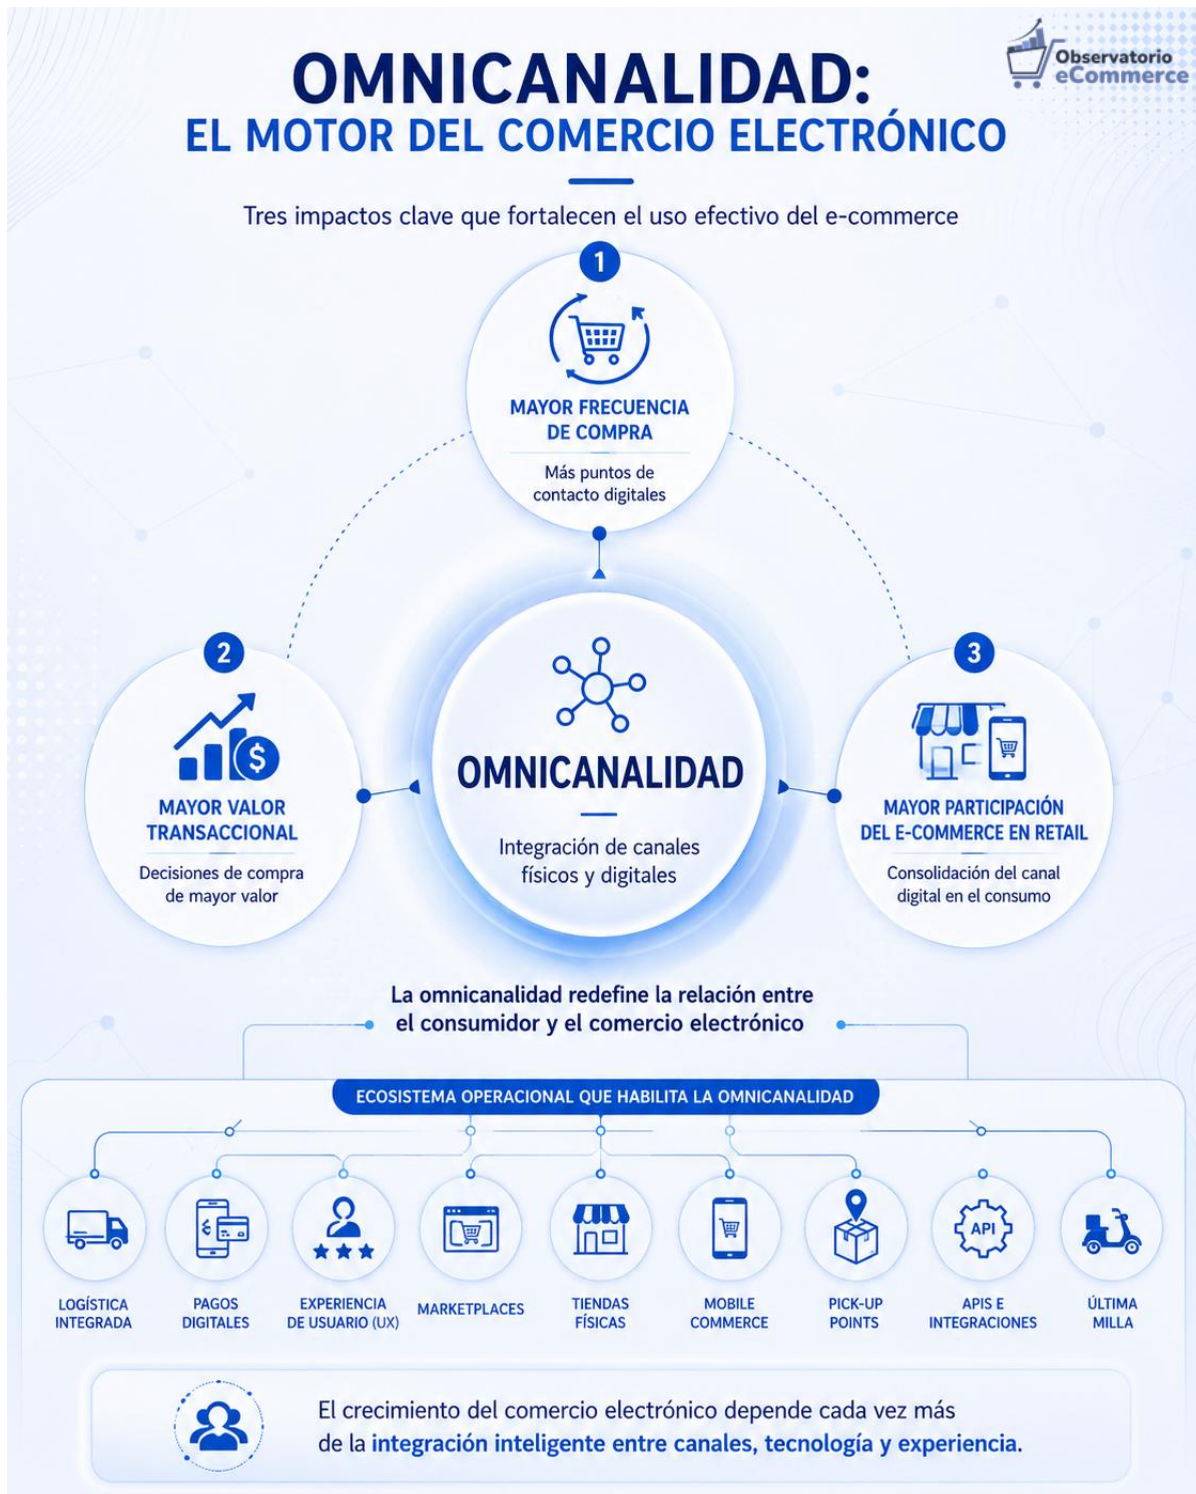 Observatorio
eCommerce
OMNICANALIDAD:
EL MOTOR DEL COMERCIO ELECTRÓNICO
Tres impactos clave que fortalecen el uso efectivo del e-commerce
1
MAYOR FRECUENCIA
DE COMPRA
Más puntos de
contacto digitales
2
$
MAYOR VALOR
TRANSACCIONAL
Decisiones de compra
de mayor valor
OMNICANALIDAD
Integración de canales
físicos y digitales
3
MAYOR PARTICIPACIÓN
DEL E-COMMERCE EN RETAIL
Consolidación del canal
digital en el consumo
La omnicanalidad redefine la relación entre
el consumidor y el comercio electrónico
ECOSISTEMA OPERACIONAL QUE HABILITA LA OMNICANALIDAD
LOGÍSTICA
INTEGRADA
PAGOS
DIGITALES
EXPERIENCIA
DE USUARIO (UX)
MARKETPLACES
TIENDAS
FÍSICAS
MOBILE
COMMERCE
PICK-UP
POINTS
API
APIS E
INTEGRACIONES
ÚLTIMA
MILLA
El crecimiento del comercio electrónico depende cada vez más
de la integración inteligente entre canales, tecnología y experiencia.